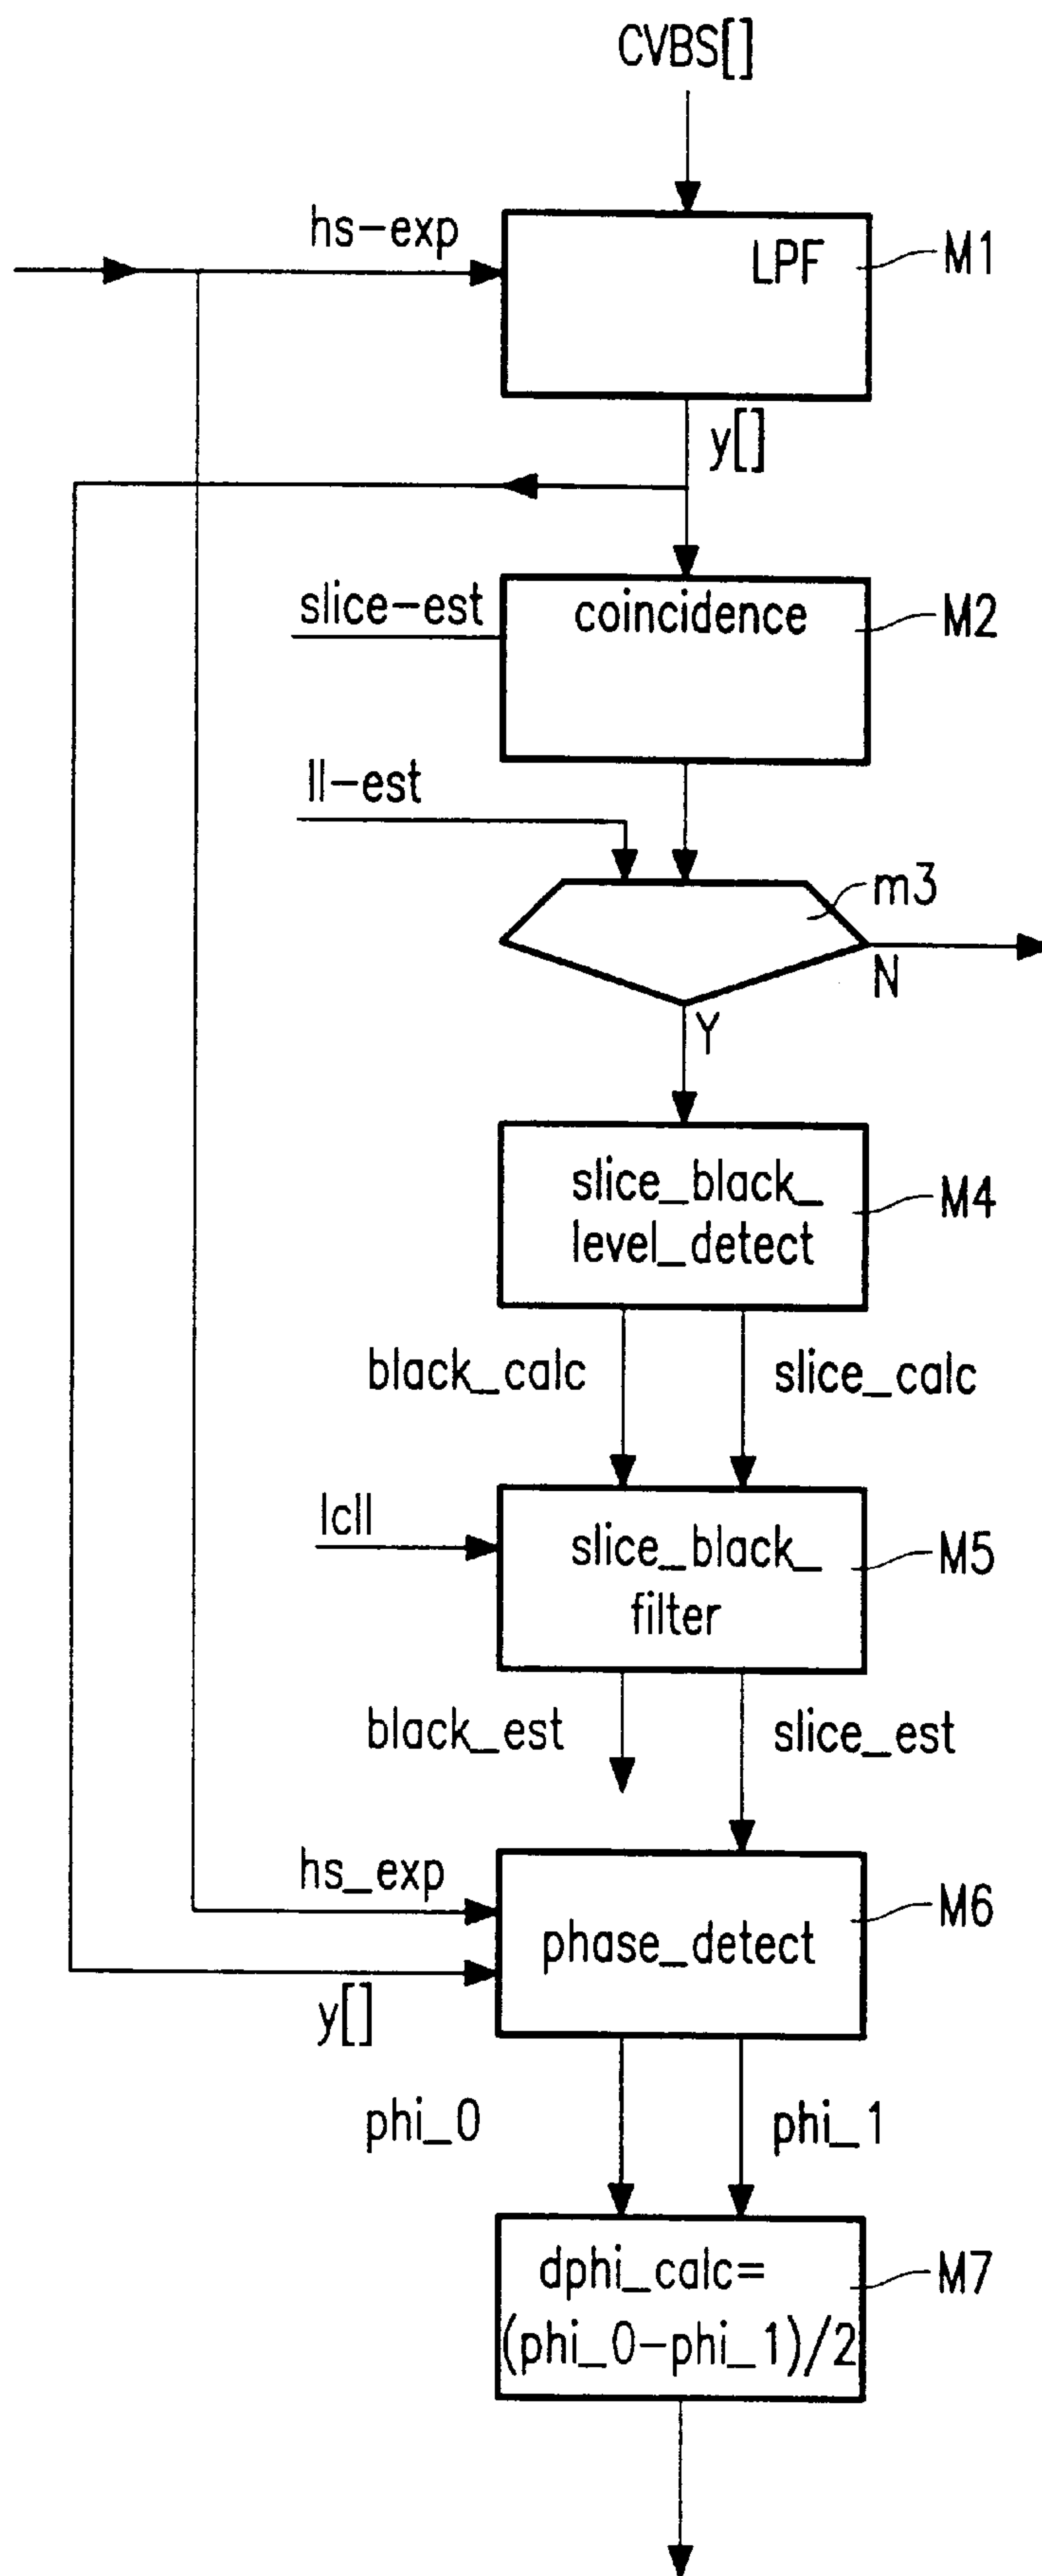 CVBS[]
hs-exp
LPF
M1
y[]
slice-est
coincidence
M2
ll-est
m3
N
Y
slice_black_
level_detect
M4
black_calc
slice_calc
lcll
slice_black_
filter
M5
black_est
slice_est
hs_exp
phase_detect
M6
y[]
phi_0
phi_1
dphi_calc=
(phi_0-phi_1)/2
M7